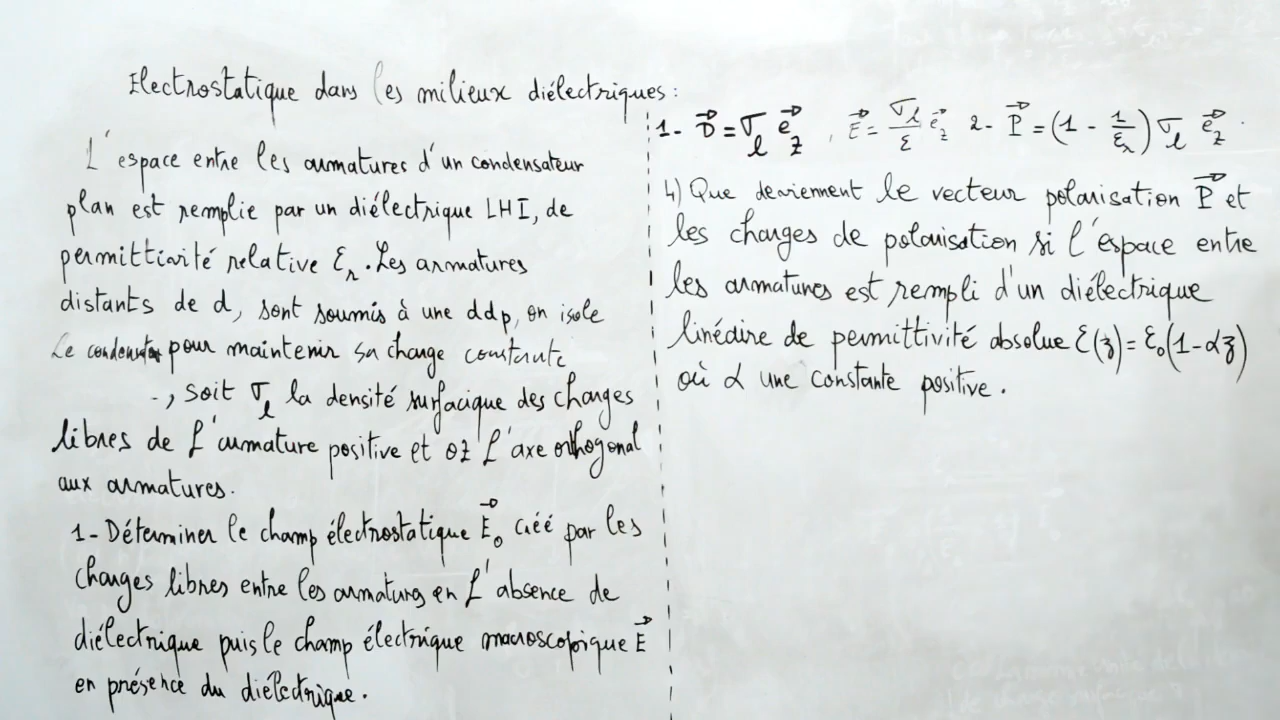 Electrostatique dans les milieux diélectriques :
L'espace entre les armatures d'un condensateur
plan est remplie par un diélectrique LHI, de
permittivité relative εr. Les armatures
distants de d, sont soumis à une ddp, on isole
Le condensateur pour maintenir sa charge constante
-, soit σl la densité surfacique des charges
libres de l'armature positive et oz l'axe orthogonal
aux armatures.
1- Déterminer le champ électrostatique E⃗0 créé par les
charges libres entre les armatures en l'absence de
diélectrique puis le champ électrique macroscopique E⃗
en présence du diélectrique.
1- D⃗ = σl e⃗z , E⃗ = σl/ε e⃗z 2- P⃗ = (1 - 1/εr) σl e⃗z .
4) Que deviennent le vecteur polarisation P⃗ et
les charges de polarisation si l'espace entre
les armatures est rempli d'un diélectrique
linéaire de permittivité absolue ε(z) = ε0(1-αz)
où α une constante positive.